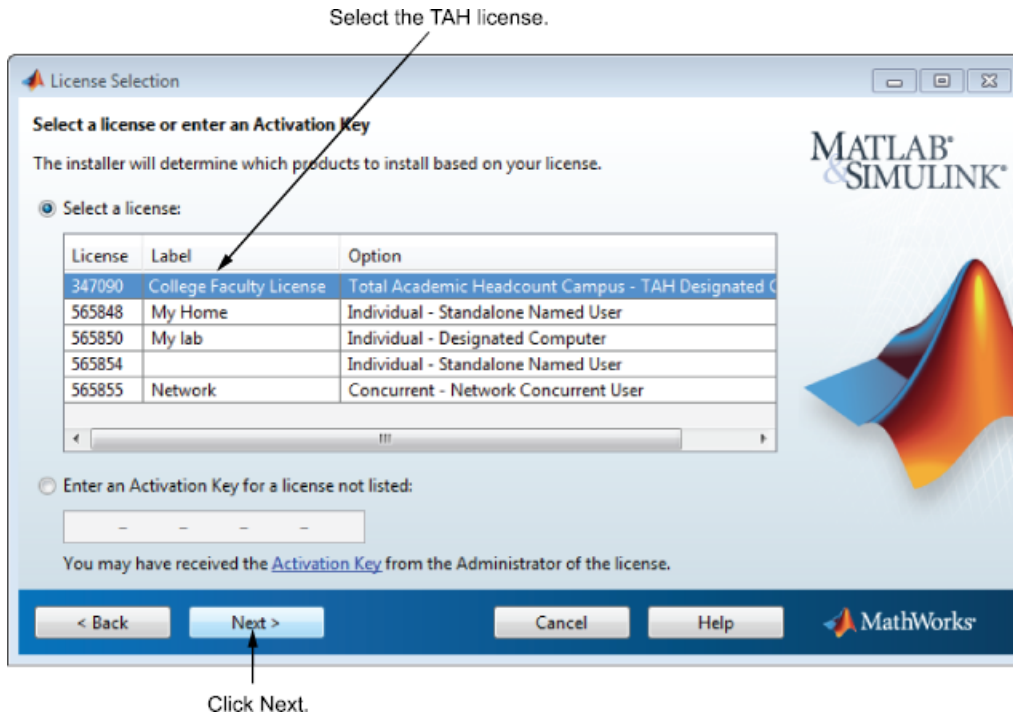 Select the TAH license.
License Selection
Select a license or enter an Activation Key
The installer will determine which products to install based on your license.
MATLAB®
&SIMULINK®
Select a license:
License Label Option
347090 College Faculty License Total Academic Headcount Campus - TAH Designated C
565848 My Home Individual - Standalone Named User
565850 My lab Individual - Designated Computer
565854 Individual - Standalone Named User
565855 Network Concurrent - Network Concurrent User
Enter an Activation Key for a license not listed:
- - - -
You may have received the Activation Key from the Administrator of the license.
< Back Next > Cancel Help MathWorks®
Click Next.